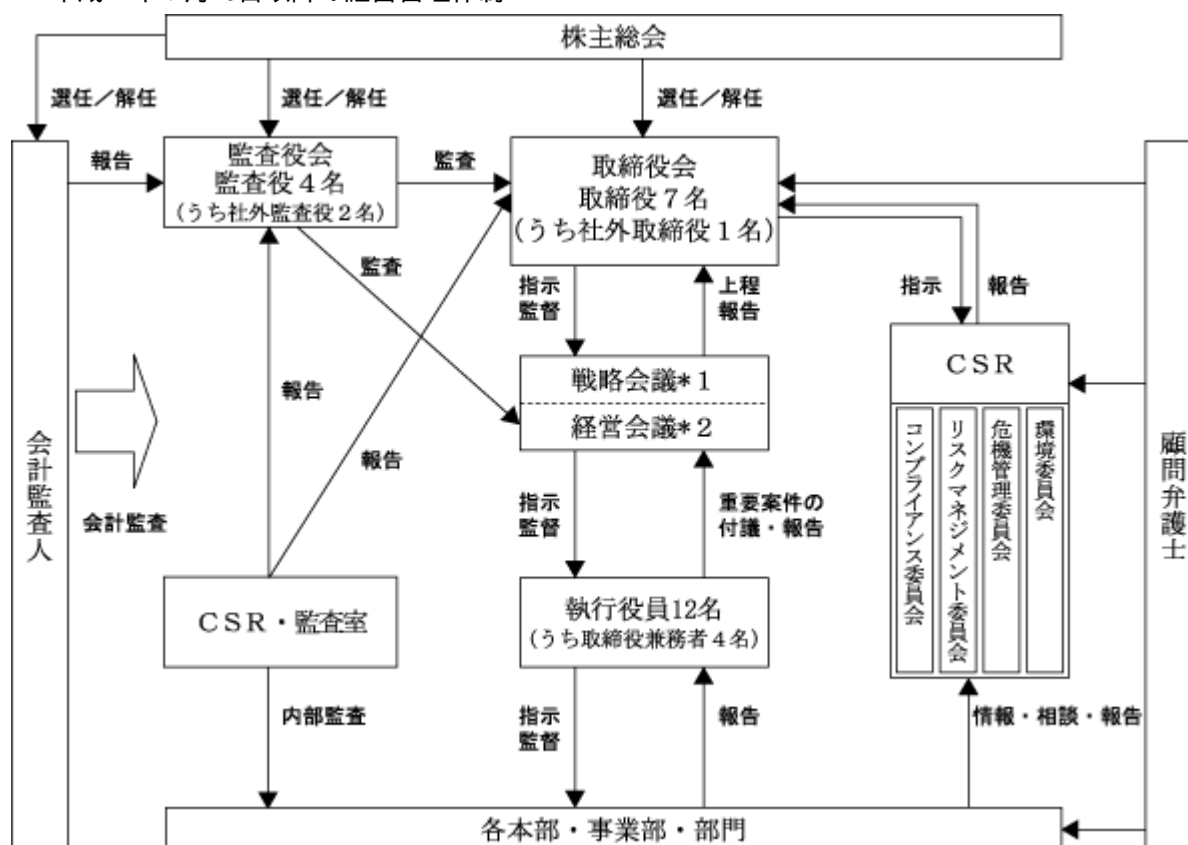 株主総会
選任／解任
選任／解任
選任／解任
報告
監査役会
監査役４名
(うち社外監査役２名)
監査
取締役会
取締役７名
(うち社外取締役１名)
監査
指示
監督
上程
報告
指示
報告
戦略会議*１
経営会議*２
CSR
コンプライアンス委員会
リスクマネジメント委員会
危機管理委員会
環境委員会
会計監査人
会計監査
報告
報告
指示
監督
重要案件の
付議・報告
顧問弁護士
CSR・監査室
執行役員12名
(うち取締役兼務者４名)
内部監査
指示
監督
報告
情報・相談・報告
各本部・事業部・部門